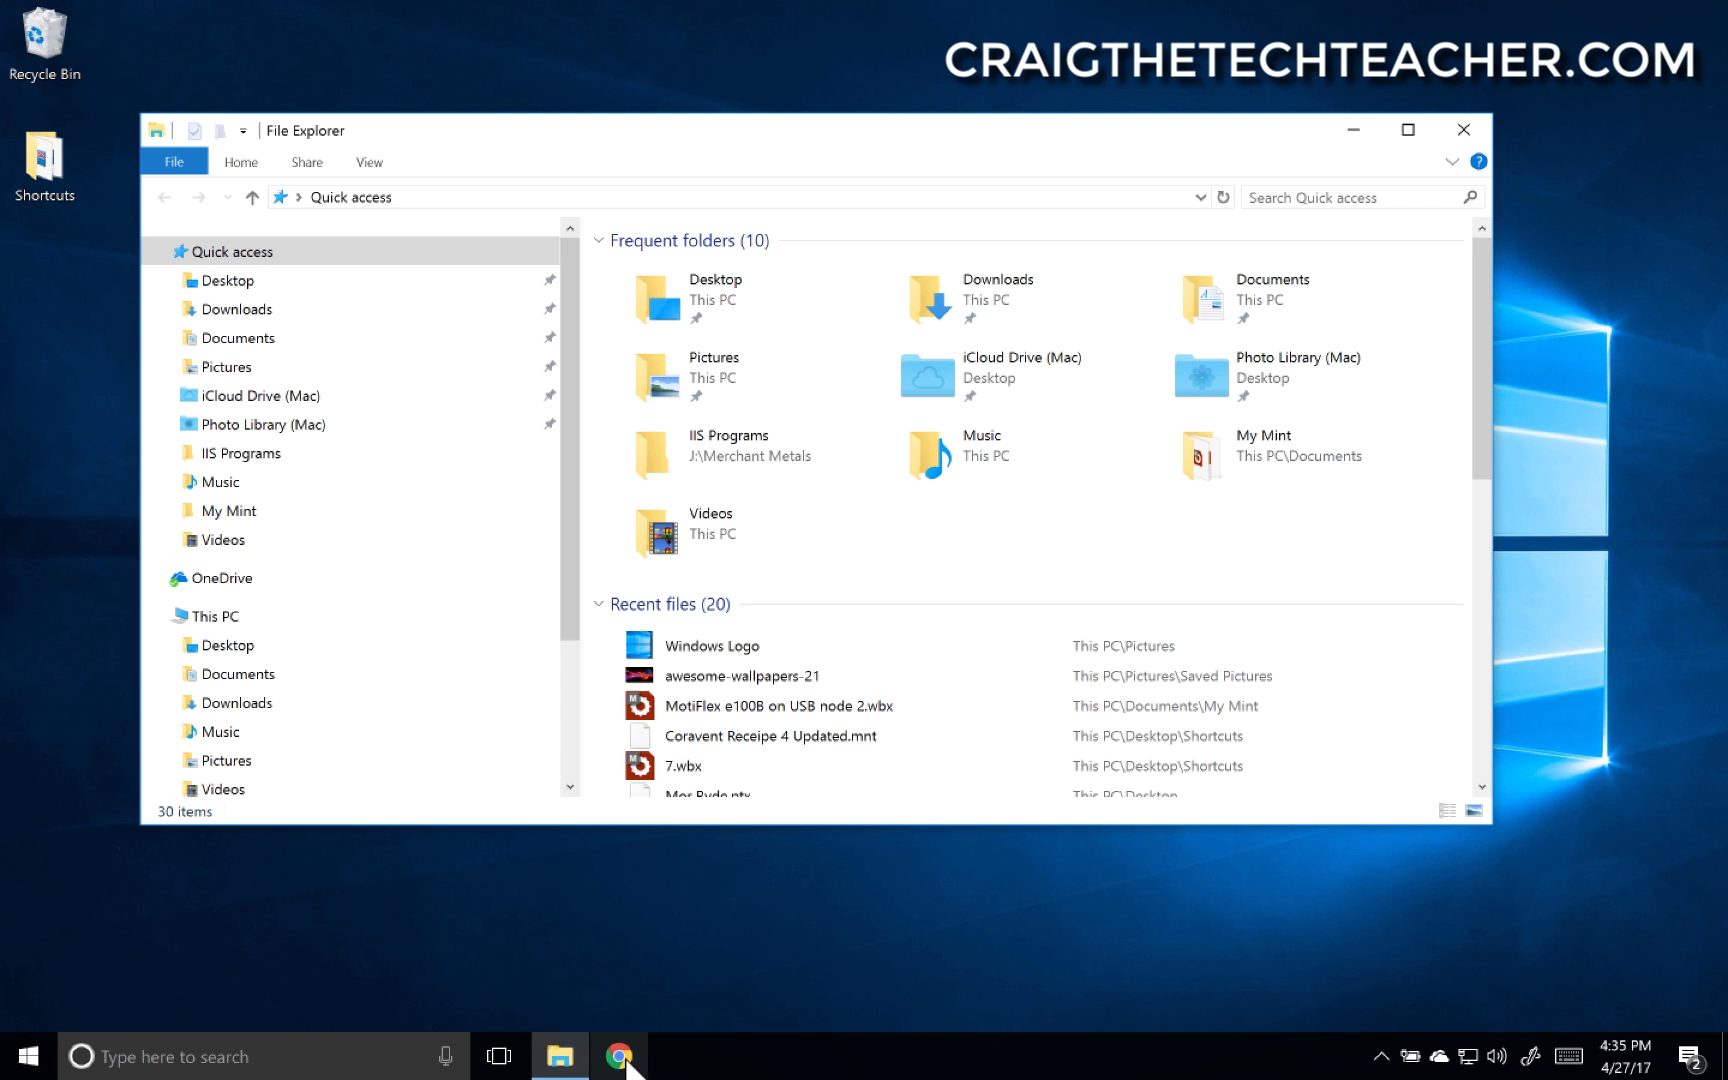 Recycle Bin
Shortcuts
CRAIGTHETECHTEACHER.COM
File Explorer
File Home Share View
?
Quick access
Search Quick access
Quick access
Desktop
Downloads
Documents
Pictures
iCloud Drive (Mac)
Photo Library (Mac)
IIS Programs
Music
My Mint
Videos
OneDrive
This PC
Desktop
Documents
Downloads
Music
Pictures
Videos
Frequent folders (10)
Desktop
This PC
Downloads
This PC
Documents
This PC
Pictures
This PC
iCloud Drive (Mac)
Desktop
Photo Library (Mac)
Desktop
IIS Programs
J:\Merchant Metals
Music
This PC
My Mint
This PC\Documents
Videos
This PC
Recent files (20)
Windows Logo This PC\Pictures
awesome-wallpapers-21 This PC\Pictures\Saved Pictures
MotiFlex e100B on USB node 2.wbx This PC\Documents\My Mint
Coravent Receipe 4 Updated.mnt This PC\Desktop\Shortcuts
7.wbx This PC\Desktop\Shortcuts
This PC\Desktop
30 items
Type here to search
4:35 PM
4/27/17
2